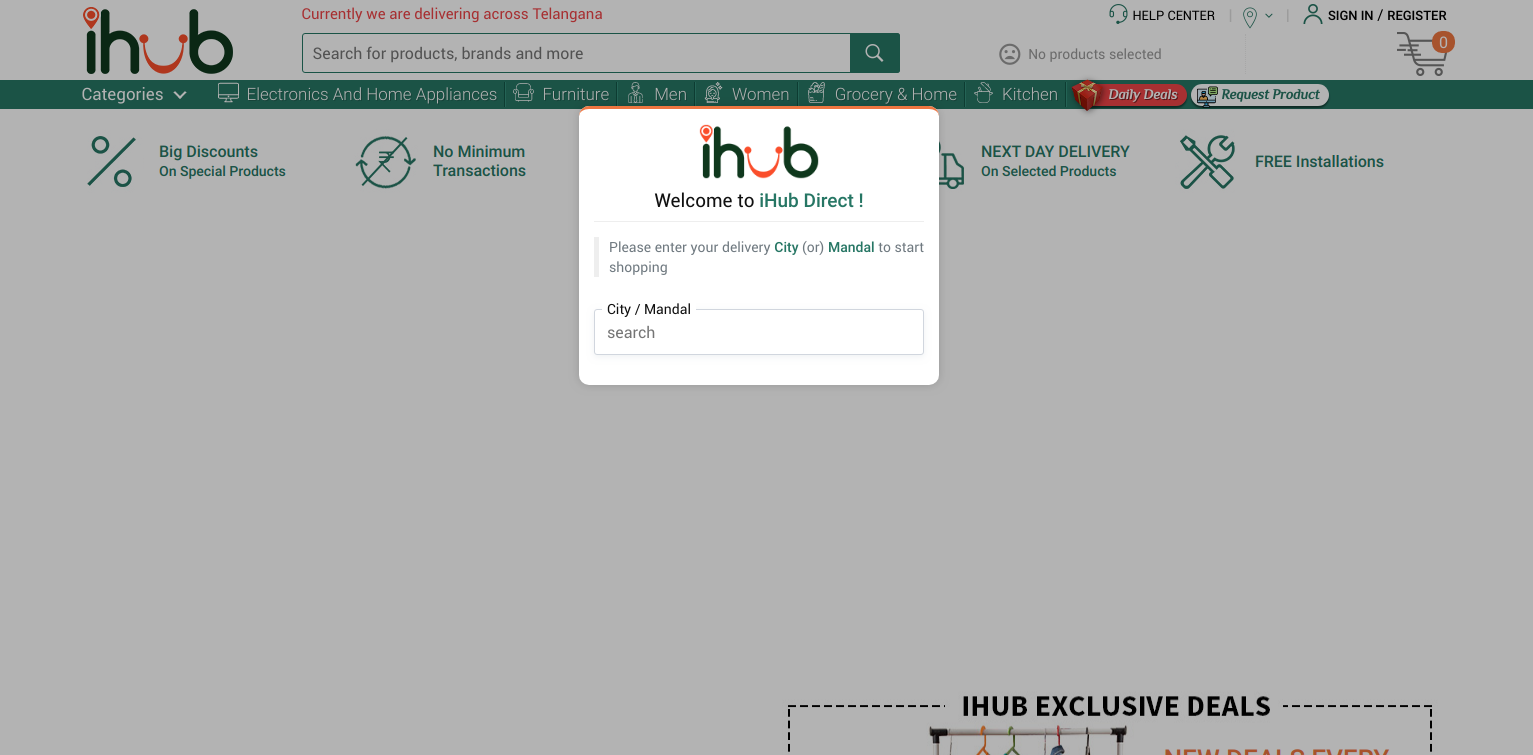 Currently we are delivering across Telangana
HELP CENTER
SIGN IN / REGISTER
ihub
Search for products, brands and more
No products selected
0
Categories
Electronics And Home Appliances
Furniture
Men
Women
Grocery & Home
Kitchen
Daily Deals
Request Product
Big Discounts
On Special Products
No Minimum
Transactions
NEXT DAY DELIVERY
On Selected Products
FREE Installations
ihub
Welcome to iHub Direct !
Please enter your delivery City (or) Mandal to start
shopping
City / Mandal
search
IHUB EXCLUSIVE DEALS
NEW DEALS EVERY